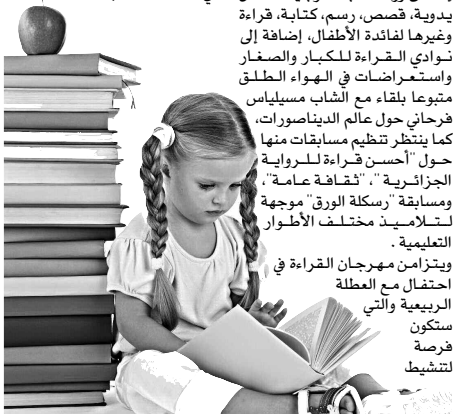 يدوية، قصص، رسم، كتابة، قراءة
وغيرها لفائدة الأطفال، إضافة إلى
نوادي القراءة للكبار والصغار
واستعراضات في الهواء الطلق
متبوعا بلقاء مع الشاب مسيلياس
فرحاني حول عالم الديناصورات،
كما ينتظر تنظيم مسابقات منها
حول "أحسن قراءة للرواية
الجزائرية"، "ثقافة عامة"،
ومسابقة "رسكلة الورق" موجهة
لتلاميذ مختلف الأطوار
التعليمية .
ويتزامن مهرجان القراءة في
احتفال مع العطلة
الربيعية والتي
ستكون
فرصة
لتنشيط